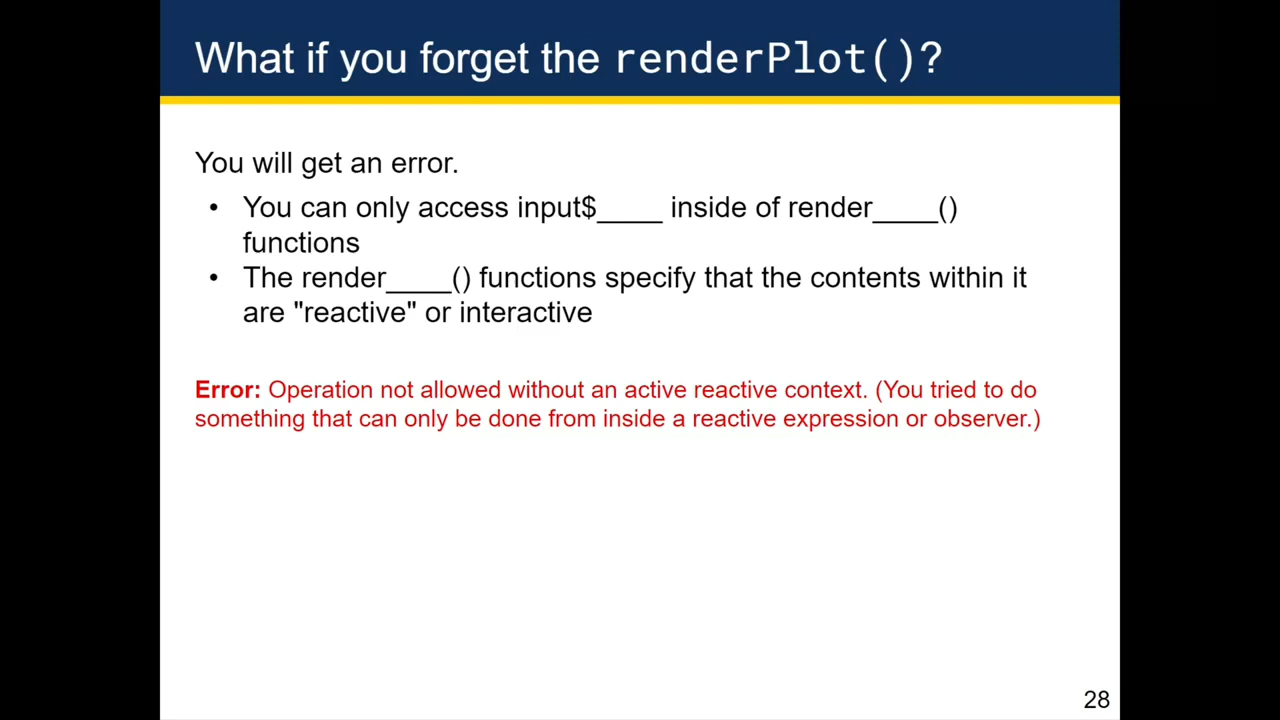 What if you forget the renderPlot()?
You will get an error.
• You can only access input$____ inside of render____()
functions
• The render____() functions specify that the contents within it
are "reactive" or interactive
Error: Operation not allowed without an active reactive context. (You tried to do
something that can only be done from inside a reactive expression or observer.)
28